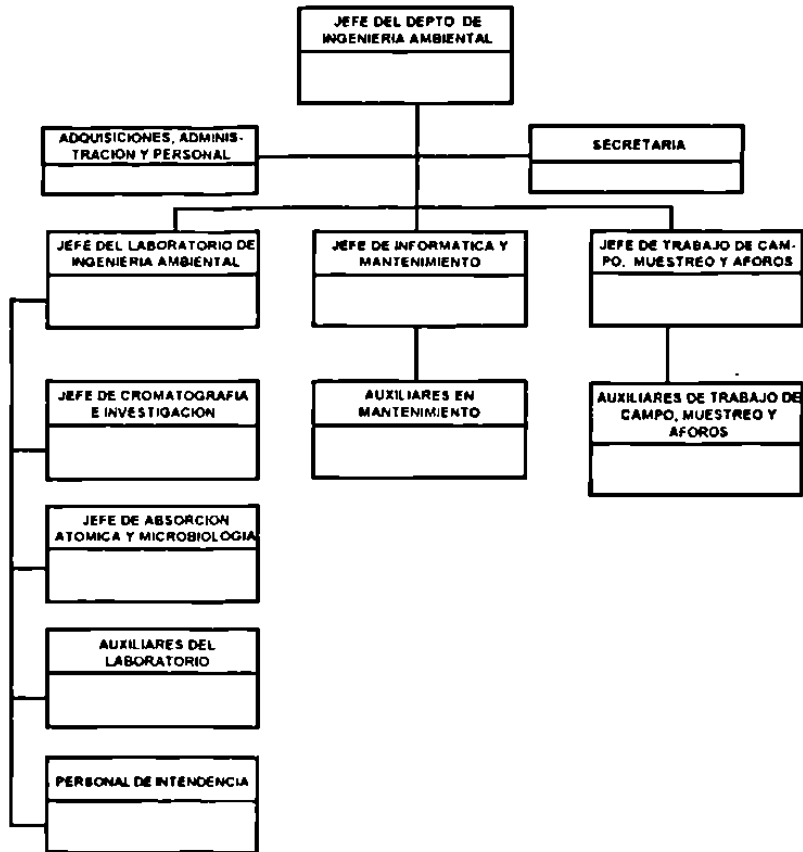 JEFE DEL DEPTO DE
INGENIERIA AMBIENTAL
ADQUISICIONES, ADMINIS-
TRACION Y PERSONAL
SECRETARIA
JEFE DEL LABORATORIO DE
INGENIERIA AMBIENTAL
JEFE DE INFORMATICA Y
MANTENIMIENTO
JEFE DE TRABAJO DE CAM-
PO, MUESTREO Y AFOROS
JEFE DE CROMATOGRAFIA
E INVESTIGACION
AUXILIARES EN
MANTENIMIENTO
AUXILIARES DE TRABAJO DE
CAMPO, MUESTREO Y
AFOROS
JEFE DE ABSORCION
ATOMICA Y MICROBIOLOGIA
AUXILIARES DEL
LABORATORIO
PERSONAL DE INTENDENCIA